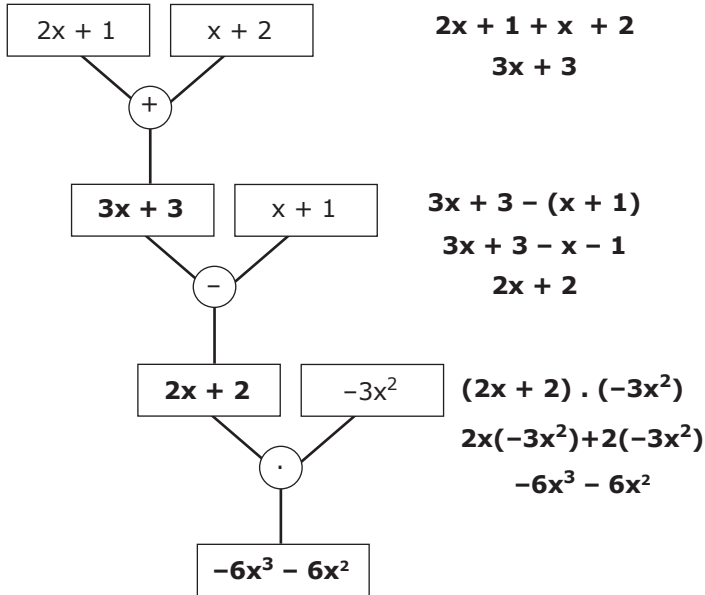 2x + 1 x + 2 2x + 1 + x + 2
+ 3x + 3
3x + 3 x + 1 3x + 3 – (x + 1)
3x + 3 – x – 1
– 2x + 2
2x + 2 –3x² (2x + 2) . (–3x²)
2x(–3x²)+2(–3x²)
· –6x³ – 6x²
–6x³ – 6x²